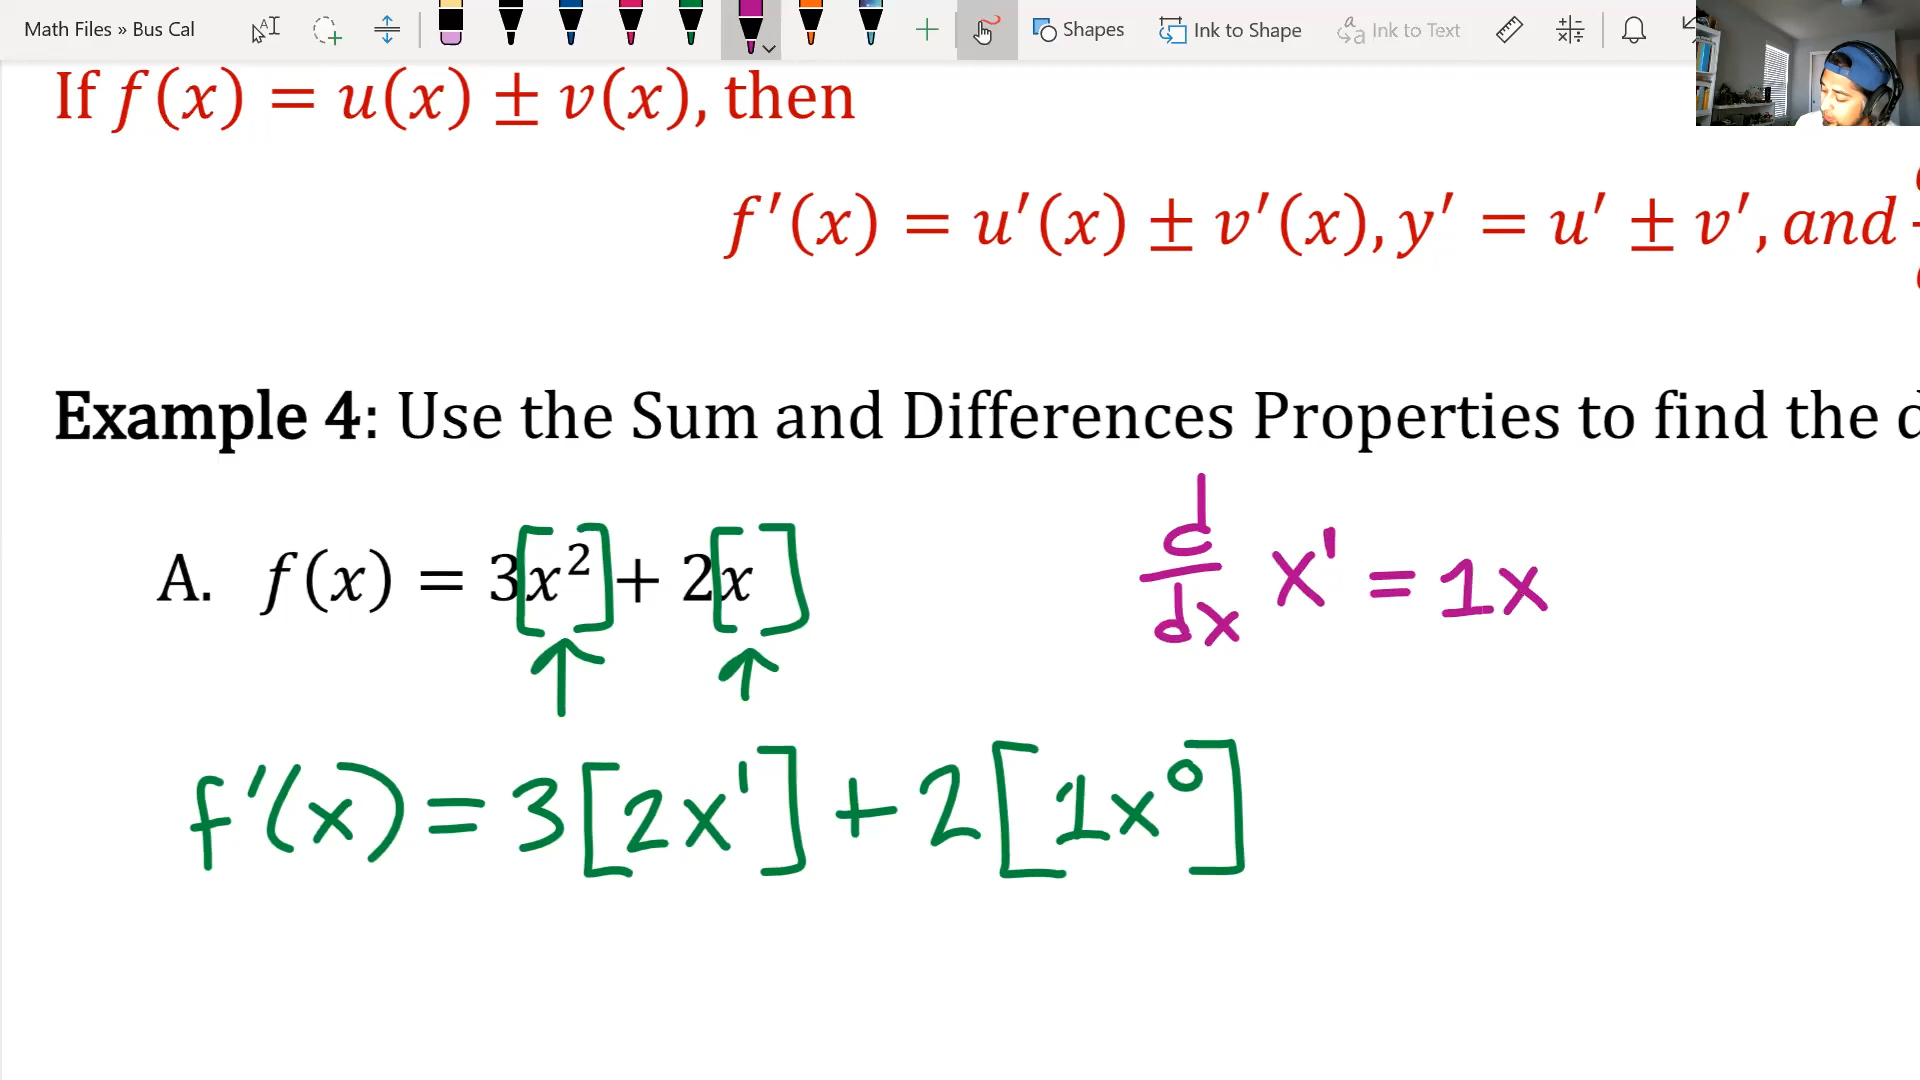 Math Files » Bus Cal Shapes Ink to Shape Ink to Text
If f(x) = u(x) ± v(x), then
f′(x) = u′(x) ± v′(x), y′ = u′ ± v′, and
Example 4: Use the Sum and Differences Properties to find the
A. f(x) = 3[x²] + 2[x]
d/dx x¹ = 1x
f'(x) = 3[2x¹] + 2[1x⁰]